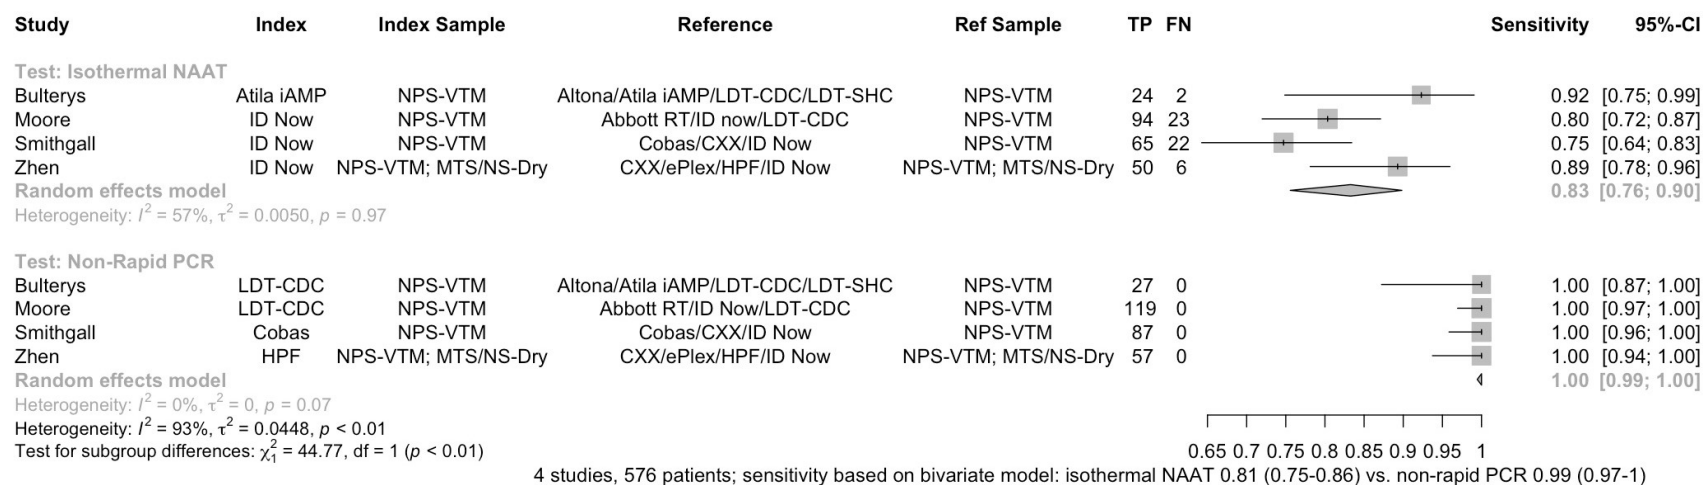 Study Index Index Sample Reference Ref Sample TP FN Sensitivity 95%-CI
Test: Isothermal NAAT
Bulterys Atila iAMP NPS-VTM Altona/Atila iAMP/LDT-CDC/LDT-SHC NPS-VTM 24 2 0.92 [0.75; 0.99]
Moore ID Now NPS-VTM Abbott RT/ID now/LDT-CDC NPS-VTM 94 23 0.80 [0.72; 0.87]
Smithgall ID Now NPS-VTM Cobas/CXX/ID Now NPS-VTM 65 22 0.75 [0.64; 0.83]
Zhen ID Now NPS-VTM; MTS/NS-Dry CXX/ePlex/HPF/ID Now NPS-VTM; MTS/NS-Dry 50 6 0.89 [0.78; 0.96]
Random effects model 0.83 [0.76; 0.90]
Heterogeneity: I² = 57%, τ² = 0.0050, p = 0.97
Test: Non-Rapid PCR
Bulterys LDT-CDC NPS-VTM Altona/Atila iAMP/LDT-CDC/LDT-SHC NPS-VTM 27 0 1.00 [0.87; 1.00]
Moore LDT-CDC NPS-VTM Abbott RT/ID Now/LDT-CDC NPS-VTM 119 0 1.00 [0.97; 1.00]
Smithgall Cobas NPS-VTM Cobas/CXX/ID Now NPS-VTM 87 0 1.00 [0.96; 1.00]
Zhen HPF NPS-VTM; MTS/NS-Dry CXX/ePlex/HPF/ID Now NPS-VTM; MTS/NS-Dry 57 0 1.00 [0.94; 1.00]
Random effects model 1.00 [0.99; 1.00]
Heterogeneity: I² = 0%, τ² = 0, p = 0.07
Heterogeneity: I² = 93%, τ² = 0.0448, p < 0.01
Test for subgroup differences: χ²₁ = 44.77, df = 1 (p < 0.01)
0.65 0.7 0.75 0.8 0.85 0.9 0.95 1
4 studies, 576 patients; sensitivity based on bivariate model: isothermal NAAT 0.81 (0.75-0.86) vs. non-rapid PCR 0.99 (0.97-1)